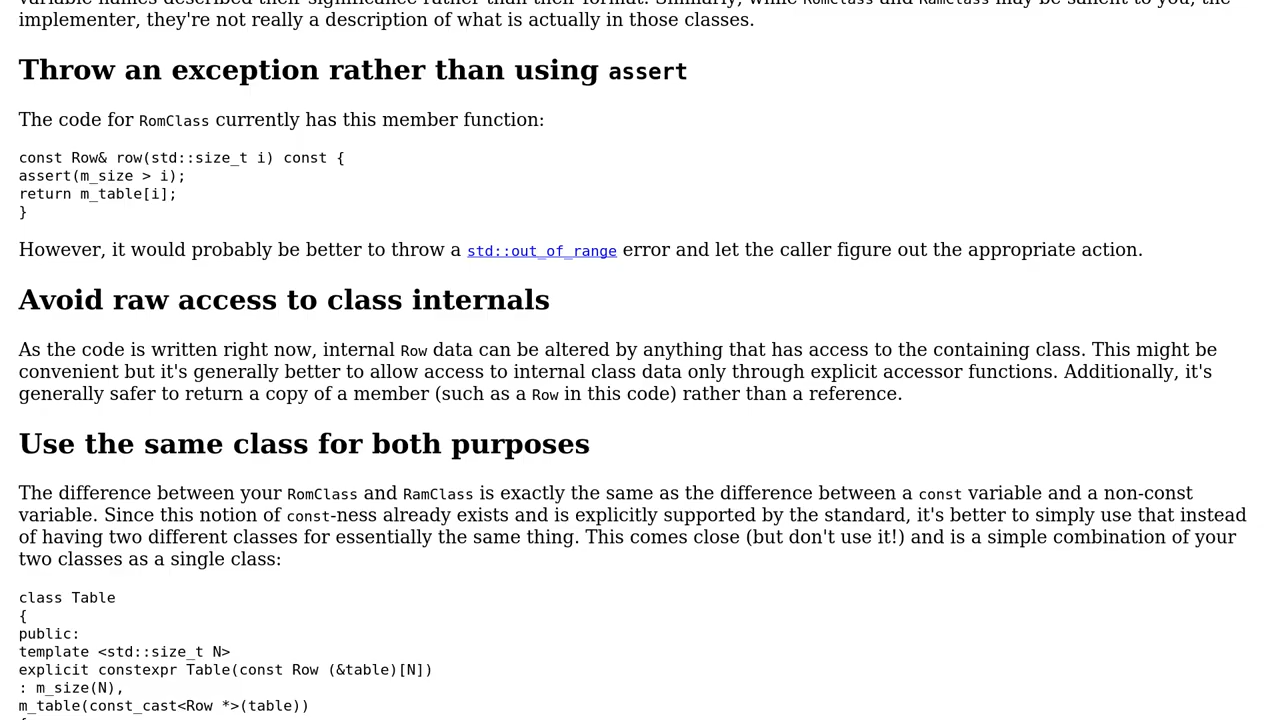 implementer, they're not really a description of what is actually in those classes.
Throw an exception rather than using assert
The code for RomClass currently has this member function:
const Row& row(std::size_t i) const {
assert(m_size > i);
return m_table[i];
}
However, it would probably be better to throw a std::out_of_range error and let the caller figure out the appropriate action.
Avoid raw access to class internals
As the code is written right now, internal Row data can be altered by anything that has access to the containing class. This might be
convenient but it's generally better to allow access to internal class data only through explicit accessor functions. Additionally, it's
generally safer to return a copy of a member (such as a Row in this code) rather than a reference.
Use the same class for both purposes
The difference between your RomClass and RamClass is exactly the same as the difference between a const variable and a non-const
variable. Since this notion of const-ness already exists and is explicitly supported by the standard, it's better to simply use that instead
of having two different classes for essentially the same thing. This comes close (but don't use it!) and is a simple combination of your
two classes as a single class:
class Table
{
public:
template <std::size_t N>
explicit constexpr Table(const Row (&table)[N])
: m_size(N),
m_table(const_cast<Row *>(table))